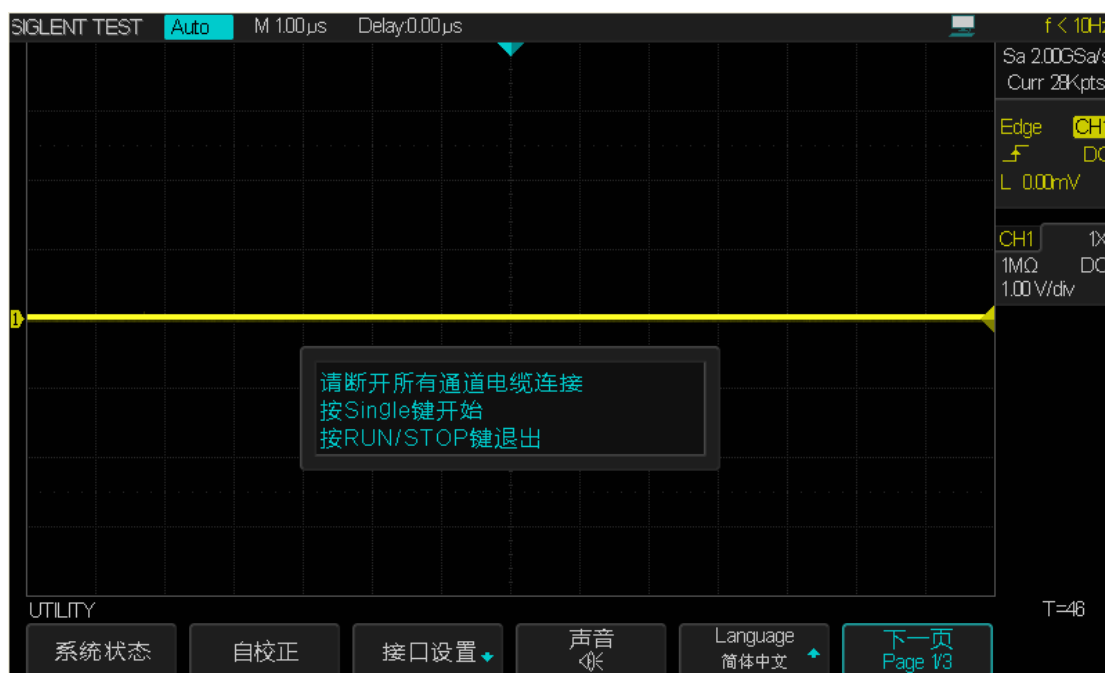 SIGLENT TEST Auto M 1.00µs Delay:0.00µs f < 10Hz
Sa 2.00GSa/s
Curr 28Kpts
Edge CH1
DC
L 0.00mV
CH1 1X
1MΩ DC
1.00 V/div
1
请断开所有通道电缆连接
按Single键开始
按RUN/STOP键退出
UTILITY T=46
系统状态 自校正 接口设置 声音 Language 简体中文 下一页 Page 1/3